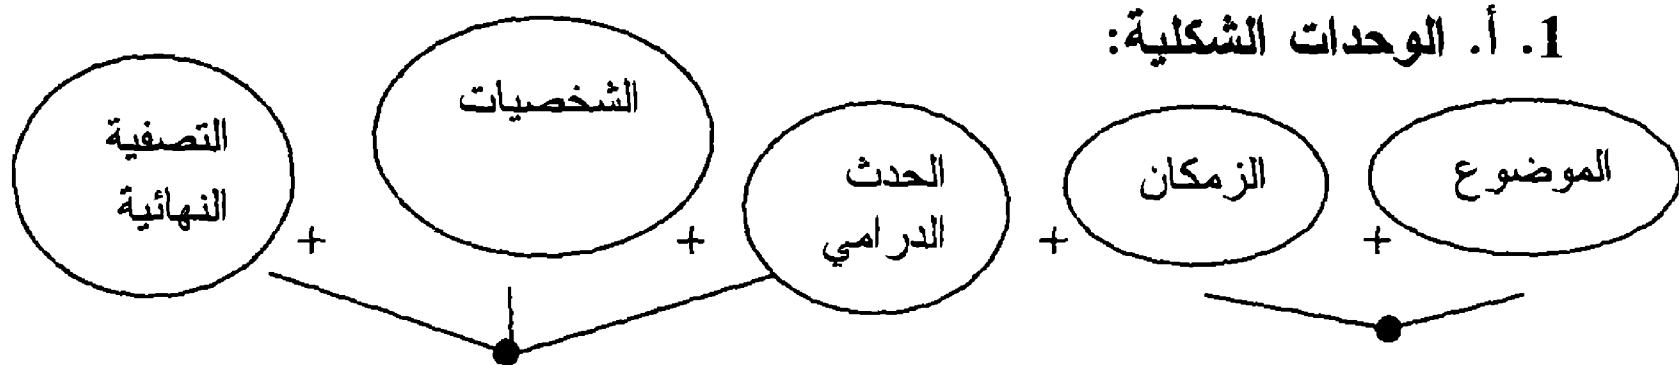 1. أ. الوحدات الشكلية:
الموضوع
+
الزمكان
+
الحدث
الدرامي
+
الشخصيات
+
التصفية
النهائية